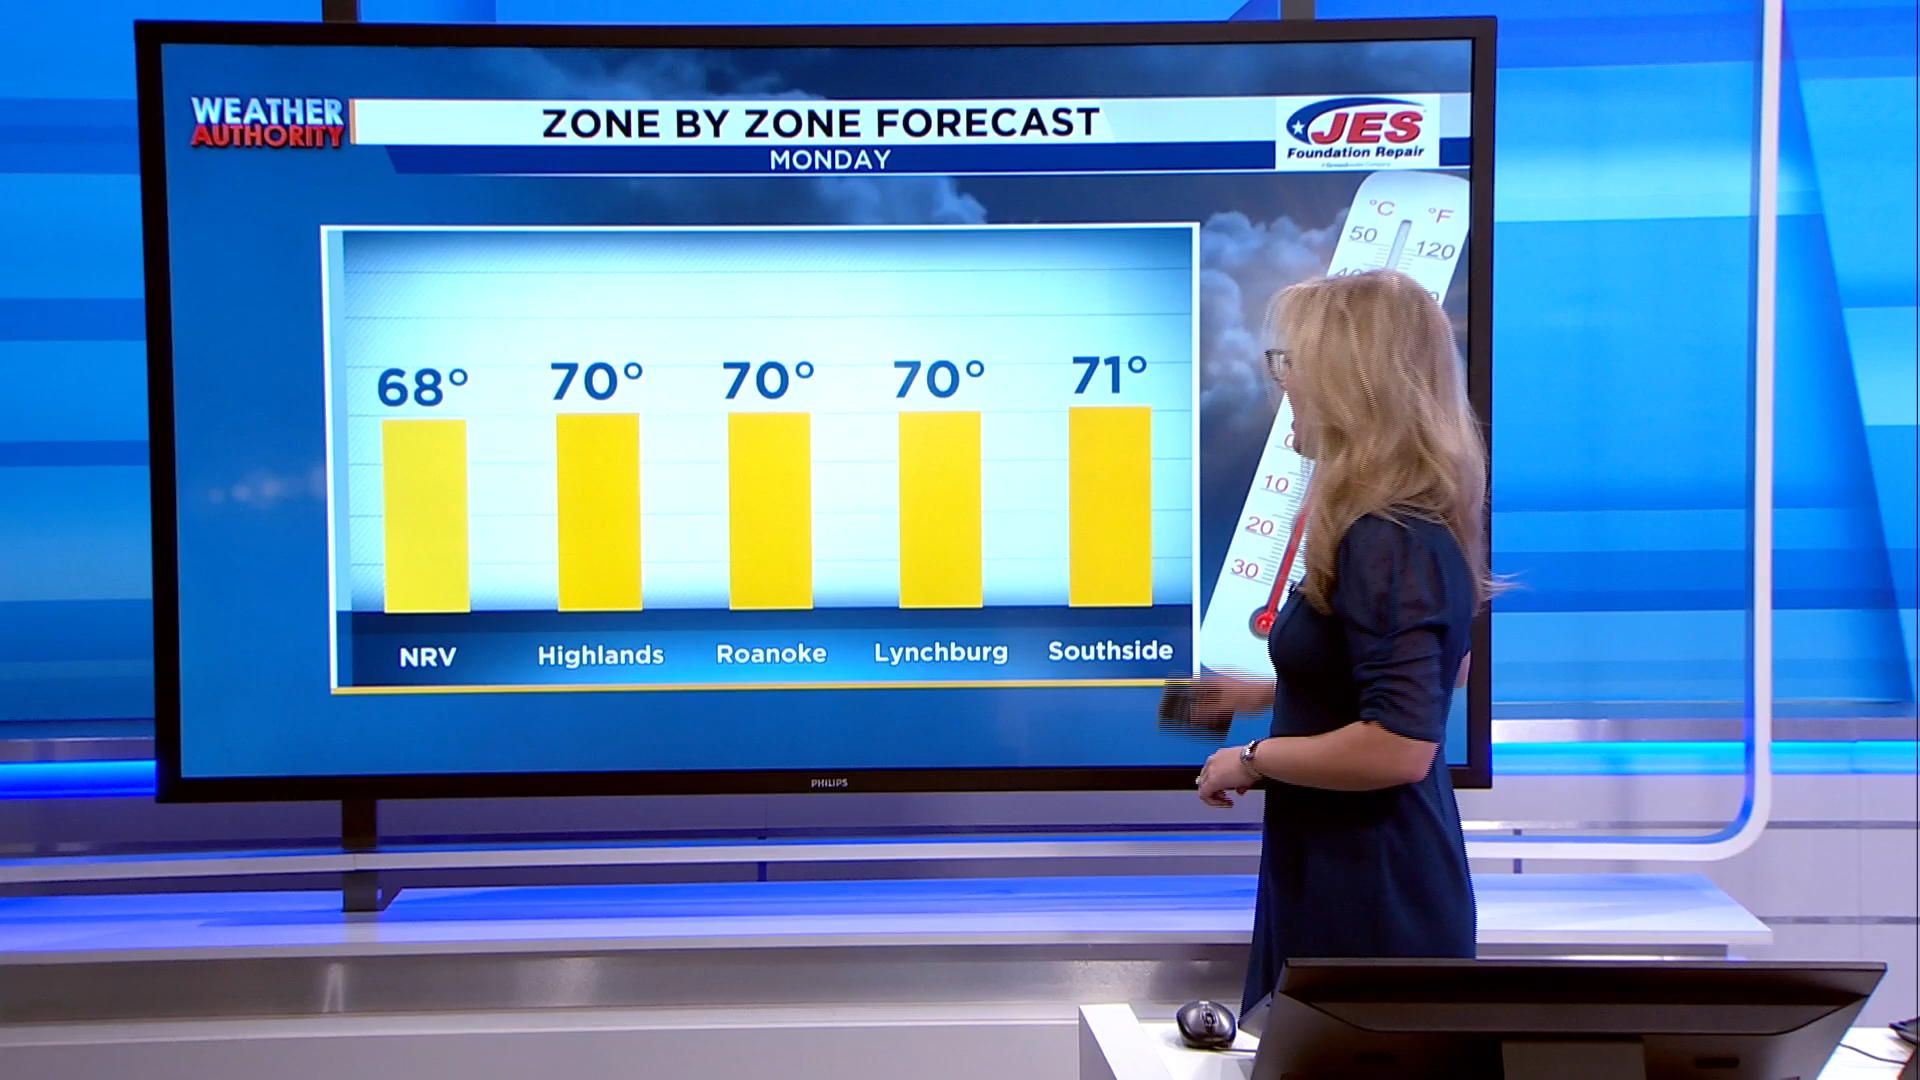 WEATHER
AUTHORITY
ZONE BY ZONE FORECAST
MONDAY
JES
Foundation Repair
°C °F
50 120
68° 70° 70° 70° 71°
10
20
30
NRV Highlands Roanoke Lynchburg Southside
PHILIPS